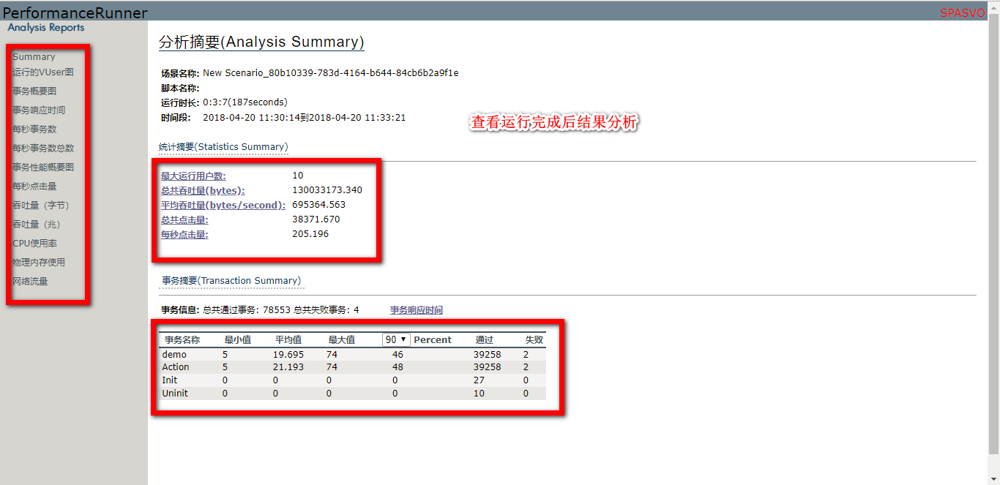 PerformanceRunner
SPASVO
Analysis Reports
Summary
运行的VUser图
事务概要图
事务响应时间
每秒事务数
每秒事务数总数
事务性能概要图
每秒点击量
吞吐量（字节）
吞吐量（兆）
CPU使用率
物理内存使用
网络流量
分析摘要(Analysis Summary)
场景名称: New Scenario_80b10339-783d-4164-b644-84cb6b2a9f1e
脚本名称:
运行时长: 0:3:7(187seconds)
时间段: 2018-04-20 11:30:14到2018-04-20 11:33:21
查看运行完成后结果分析
统计摘要(Statistics Summary)
最大运行用户数: 10
总共吞吐量(bytes): 130033173.340
平均吞吐量(bytes/second): 695364.563
总共点击量: 38371.670
每秒点击量: 205.196
事务摘要(Transaction Summary)
事务信息: 总共通过事务: 78553 总共失败事务: 4 事务响应时间
事务名称 最小值 平均值 最大值 90 ▼ Percent 通过 失败
demo 5 19.695 74 46 39258 2
Action 5 21.193 74 48 39258 2
Init 0 0 0 0 27 0
Uninit 0 0 0 0 10 0